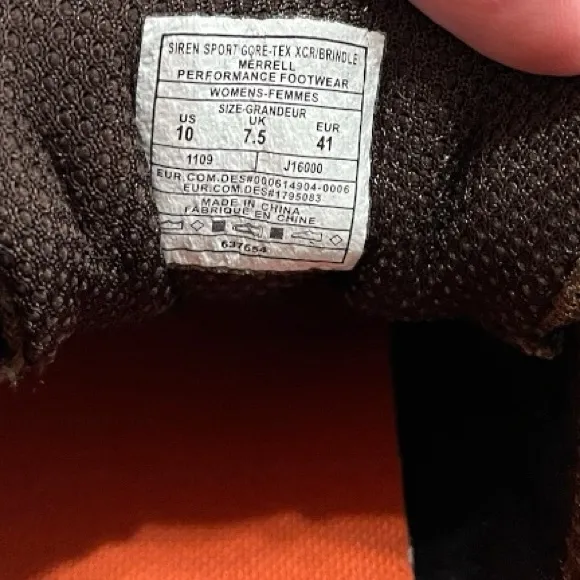 SIREN SPORT GORE-TEX XCR/BRINDLE
MERRELL
PERFORMANCE FOOTWEAR
WOMENS-FEMMES
SIZE-GRANDEUR
US UK EUR
10 7.5 41
1109 J16000
EUR.COM.DES#000614904-0006
EUR.COM.DES#1795083
MADE IN CHINA
FABRIQUE EN CHINE
637654